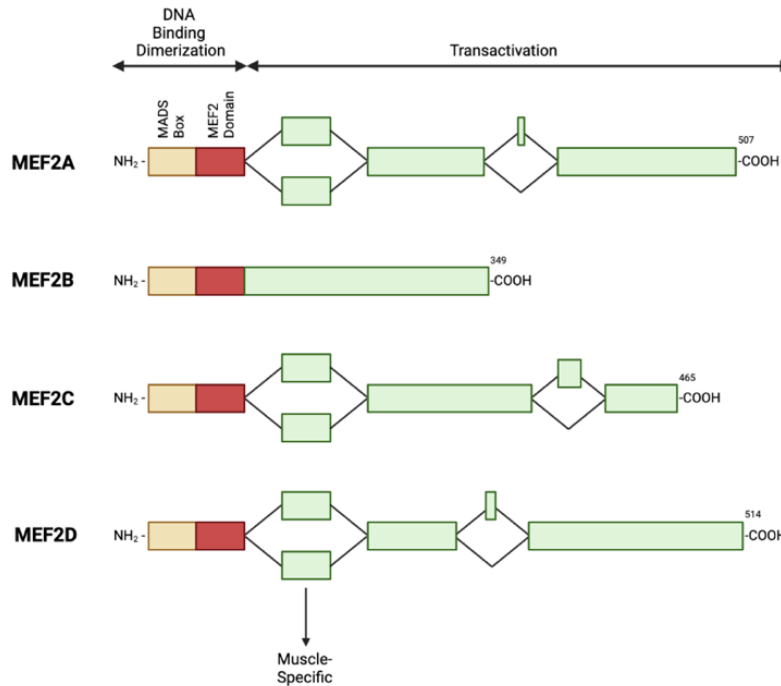 DNA
Binding
Dimerization
Transactivation
MADS
Box
MEF2
Domain
MEF2A
NH₂ -
507
-COOH
MEF2B
NH₂ -
349
-COOH
MEF2C
NH₂ -
465
-COOH
MEF2D
NH₂ -
514
-COOH
Muscle-
Specific